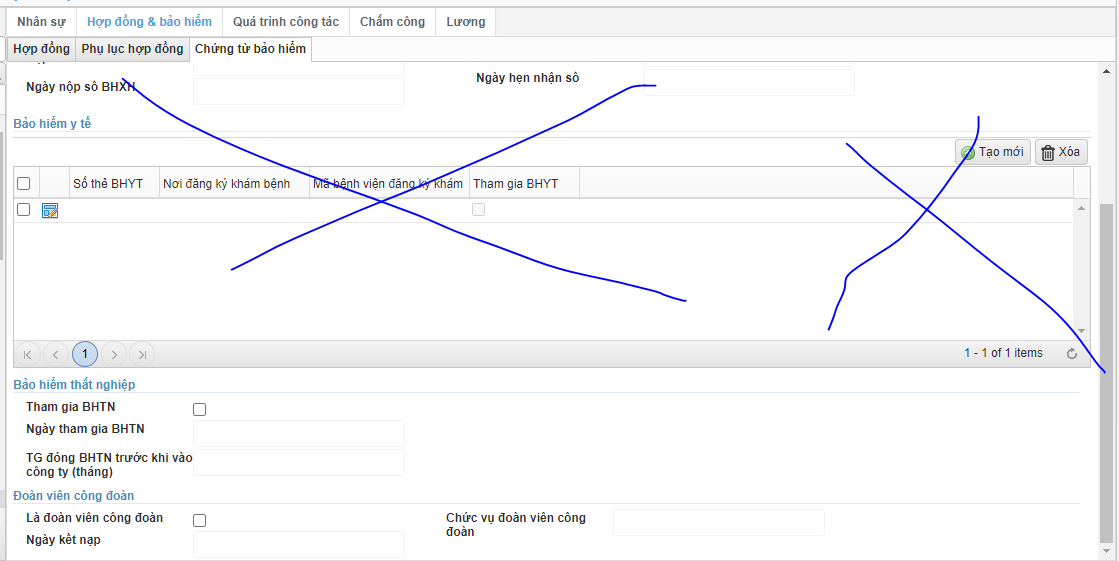 Nhân sự Hợp đồng & bảo hiểm Quá trình công tác Chấm công Lương
Hợp đồng Phụ lục hợp đồng Chứng từ bảo hiểm
Ngày nộp sổ BHXH Ngày hẹn nhận sổ
Bảo hiểm y tế
Tạo mới Xóa
Số thẻ BHYT Nơi đăng ký khám bệnh Mã bệnh viện đăng ký khám Tham gia BHYT
1 1 - 1 of 1 items
Bảo hiểm thất nghiệp
Tham gia BHTN
Ngày tham gia BHTN
TG đóng BHTN trước khi vào
công ty (tháng)
Đoàn viên công đoàn
Là đoàn viên công đoàn Chức vụ đoàn viên công
đoàn
Ngày kết nạp